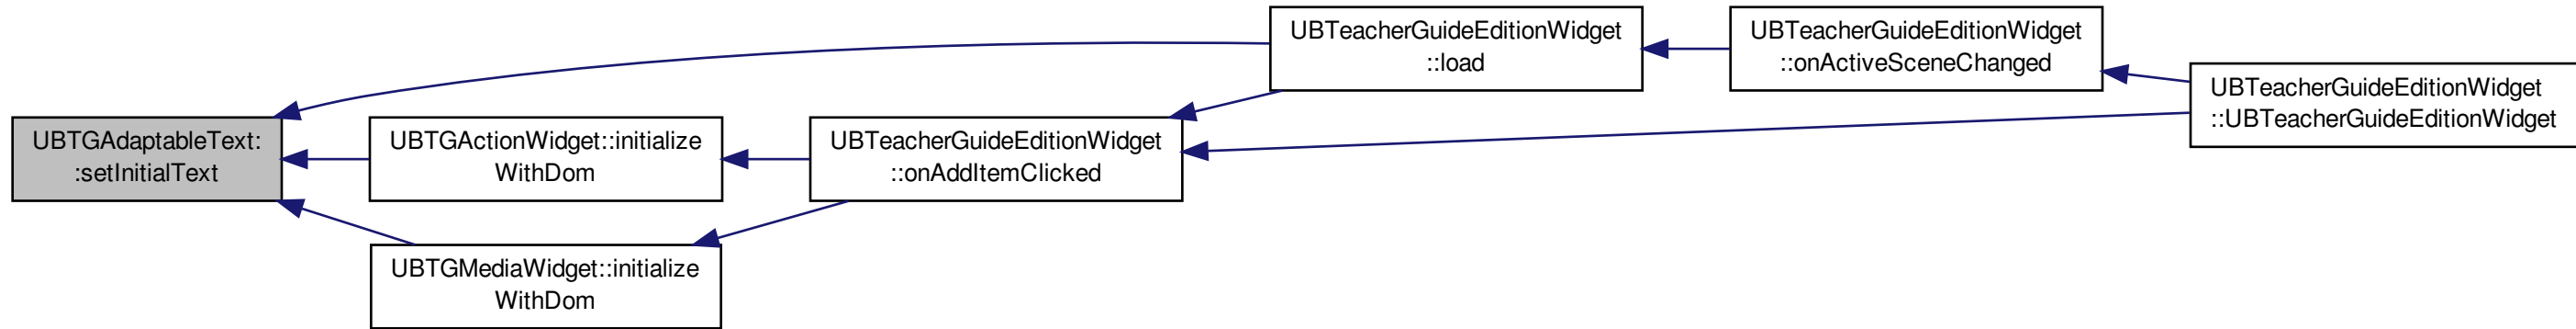 UBTGAdaptableText:
:setInitialText
UBTGActionWidget::initialize
WithDom
UBTGMediaWidget::initialize
WithDom
UBTeacherGuideEditionWidget
::onAddItemClicked
UBTeacherGuideEditionWidget
::load
UBTeacherGuideEditionWidget
::onActiveSceneChanged
UBTeacherGuideEditionWidget
::UBTeacherGuideEditionWidget